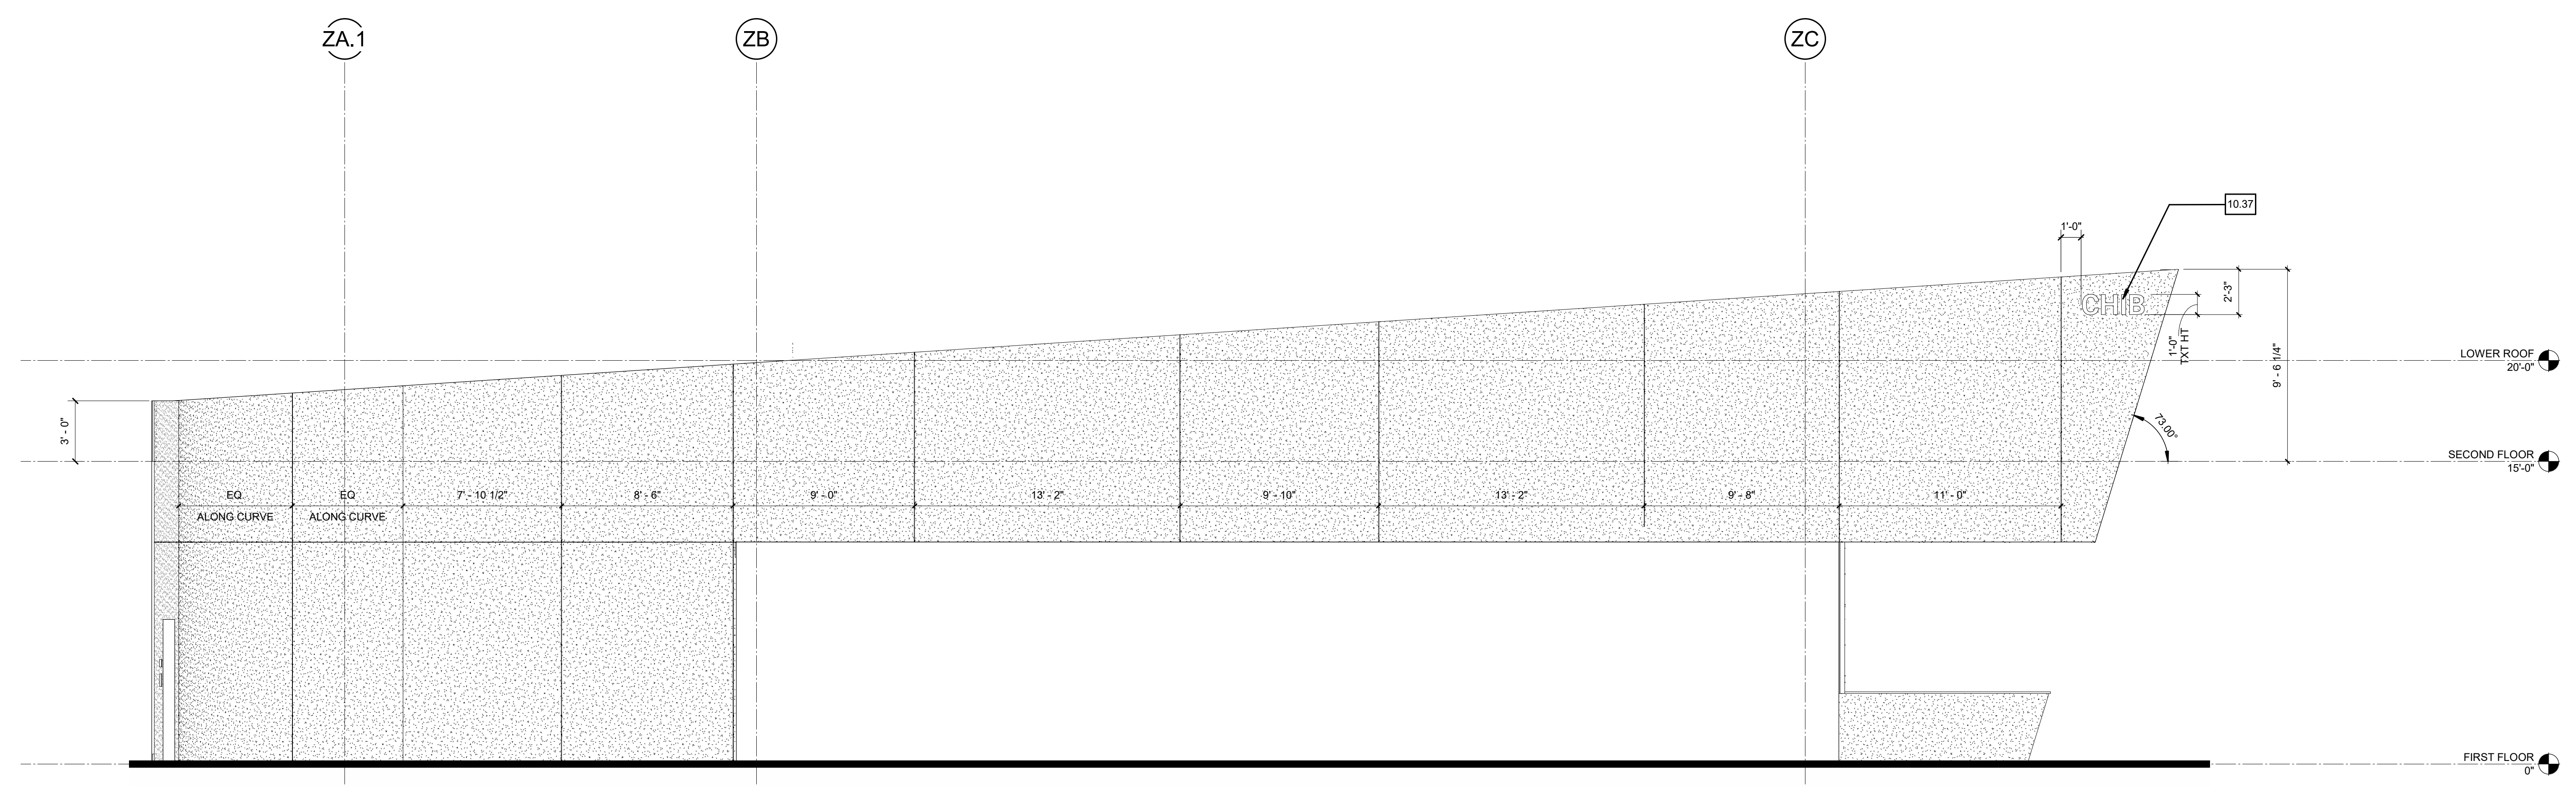 ZA.1
ZB
ZC
10.37
1'-0"
CHIB
2'-3"
1'-0"
TXT HT
9' - 6 1/4"
LOWER ROOF
20'-0"
3' - 0"
73.00°
SECOND FLOOR
15'-0"
EQ
ALONG CURVE
EQ
ALONG CURVE
7' - 10 1/2"
8' - 6"
9' - 0"
13' - 2"
9' - 10"
13' - 2"
9' - 8"
11' - 0"
FIRST FLOOR
0"